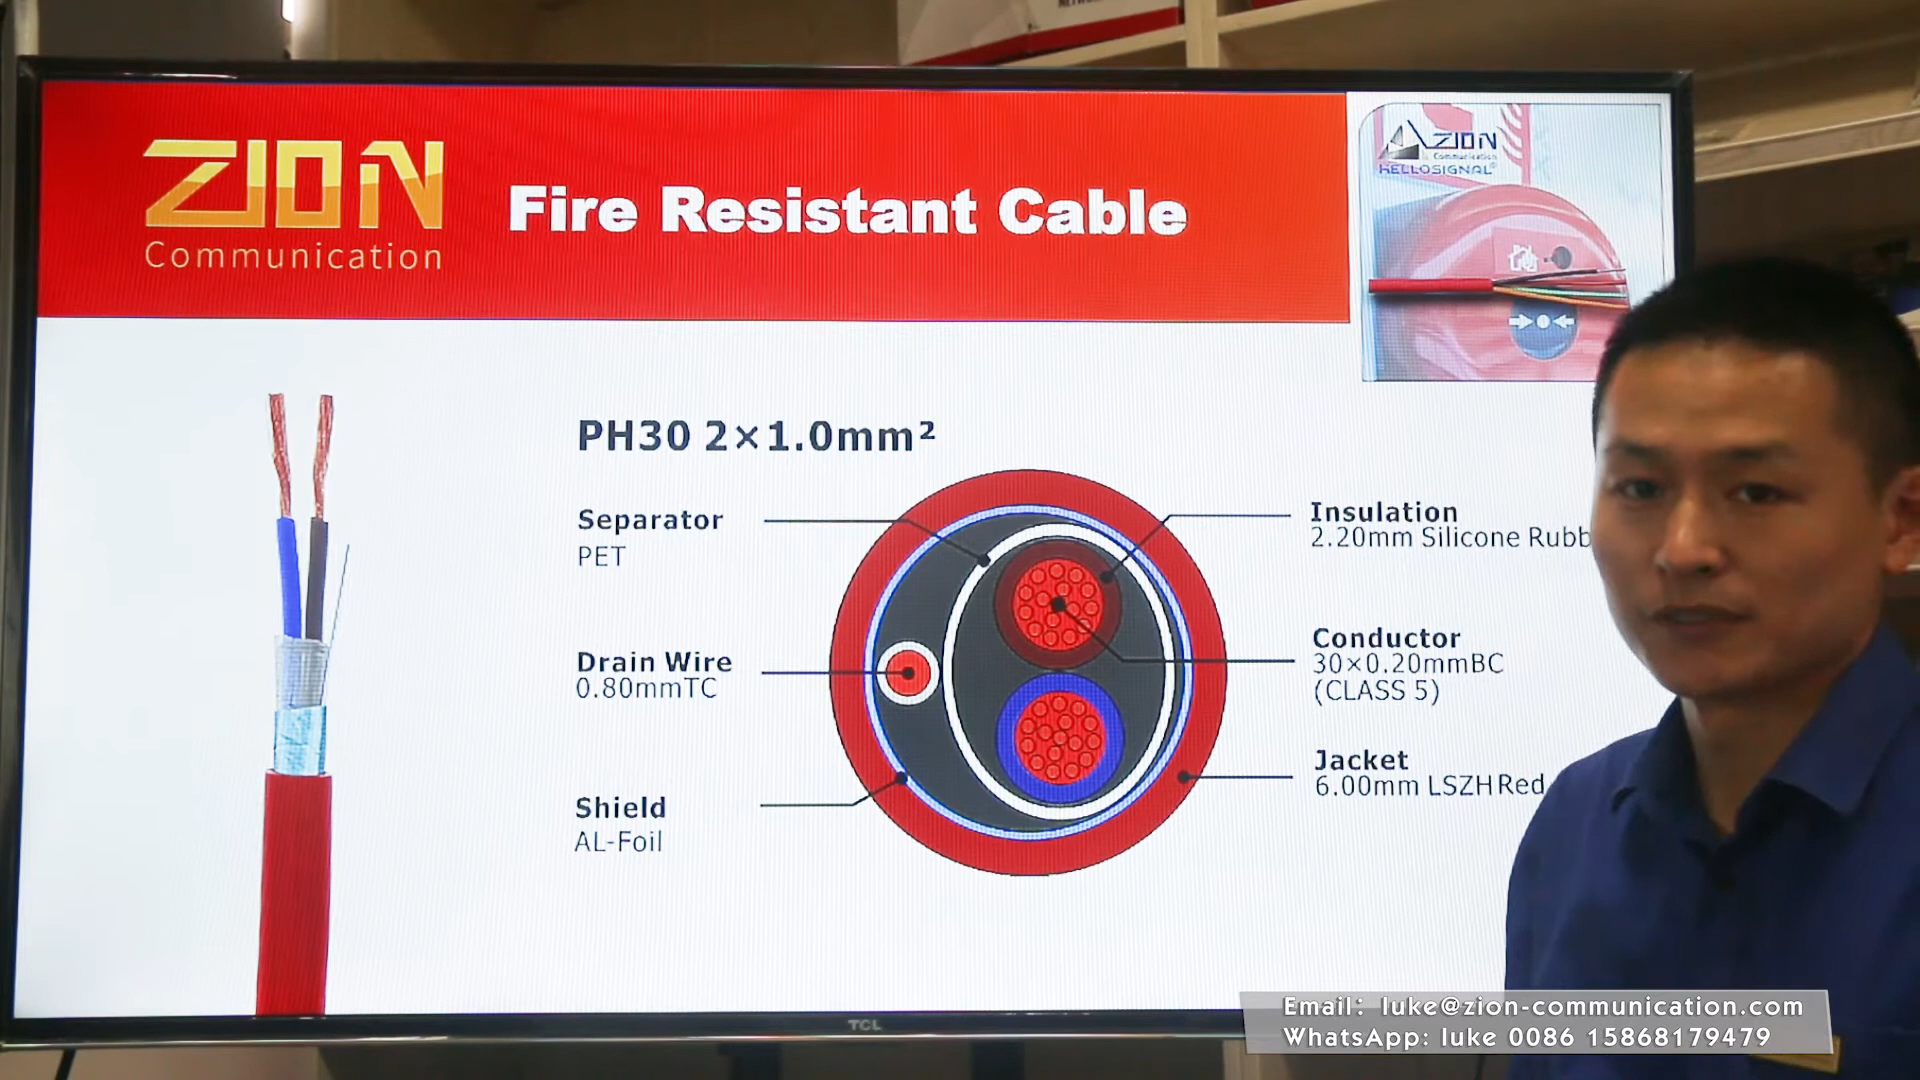 ZION
Communication
Fire Resistant Cable
ZION
Communication
HELLOSIGNAL®
PH30 2×1.0mm²
Separator
PET
Drain Wire
0.80mmTC
Shield
AL-Foil
Insulation
2.20mm Silicone Rubb
Conductor
30×0.20mmBC
(CLASS 5)
Jacket
6.00mm LSZH Red
TCL
Email: luke@zion-communication.com
WhatsApp: luke 0086 15868179479